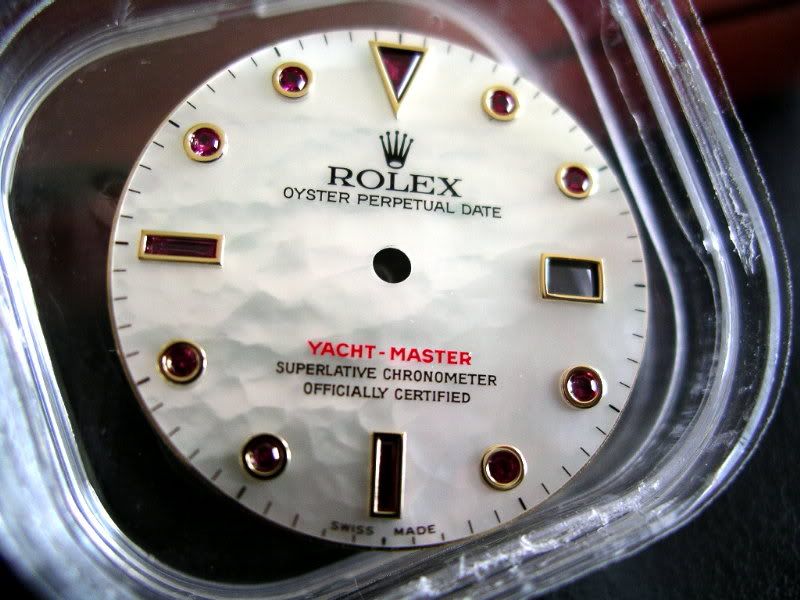 ROLEX
OYSTER PERPETUAL DATE
YACHT-MASTER
SUPERLATIVE CHRONOMETER
OFFICIALLY CERTIFIED
SWISS MADE